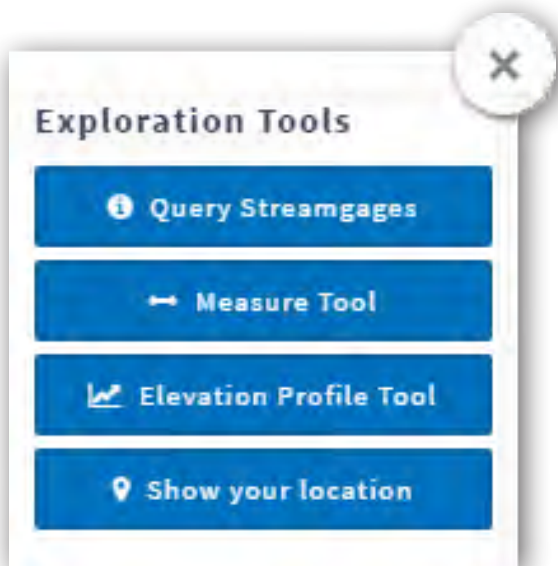 Exploration Tools
Query Streamgages
Measure Tool
Elevation Profile Tool
Show your location